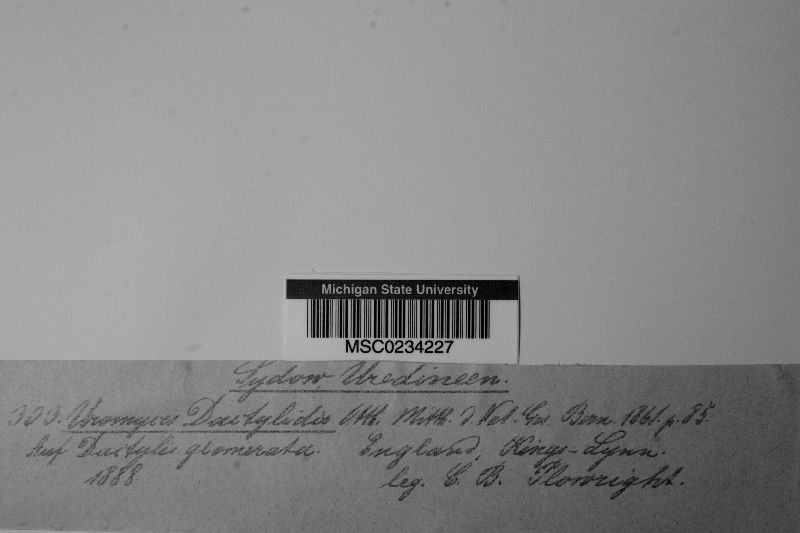 Michigan State University
MSC0234227
Sydow, Uredineen.
303. Uromyces Dactylidis Otth. Mitth. d. Nat. Ges. Bern. 1861. p. 85.
Auf Dactylis glomerata. England, Kings-Lynn.
1888. leg. C. B. Plowright.